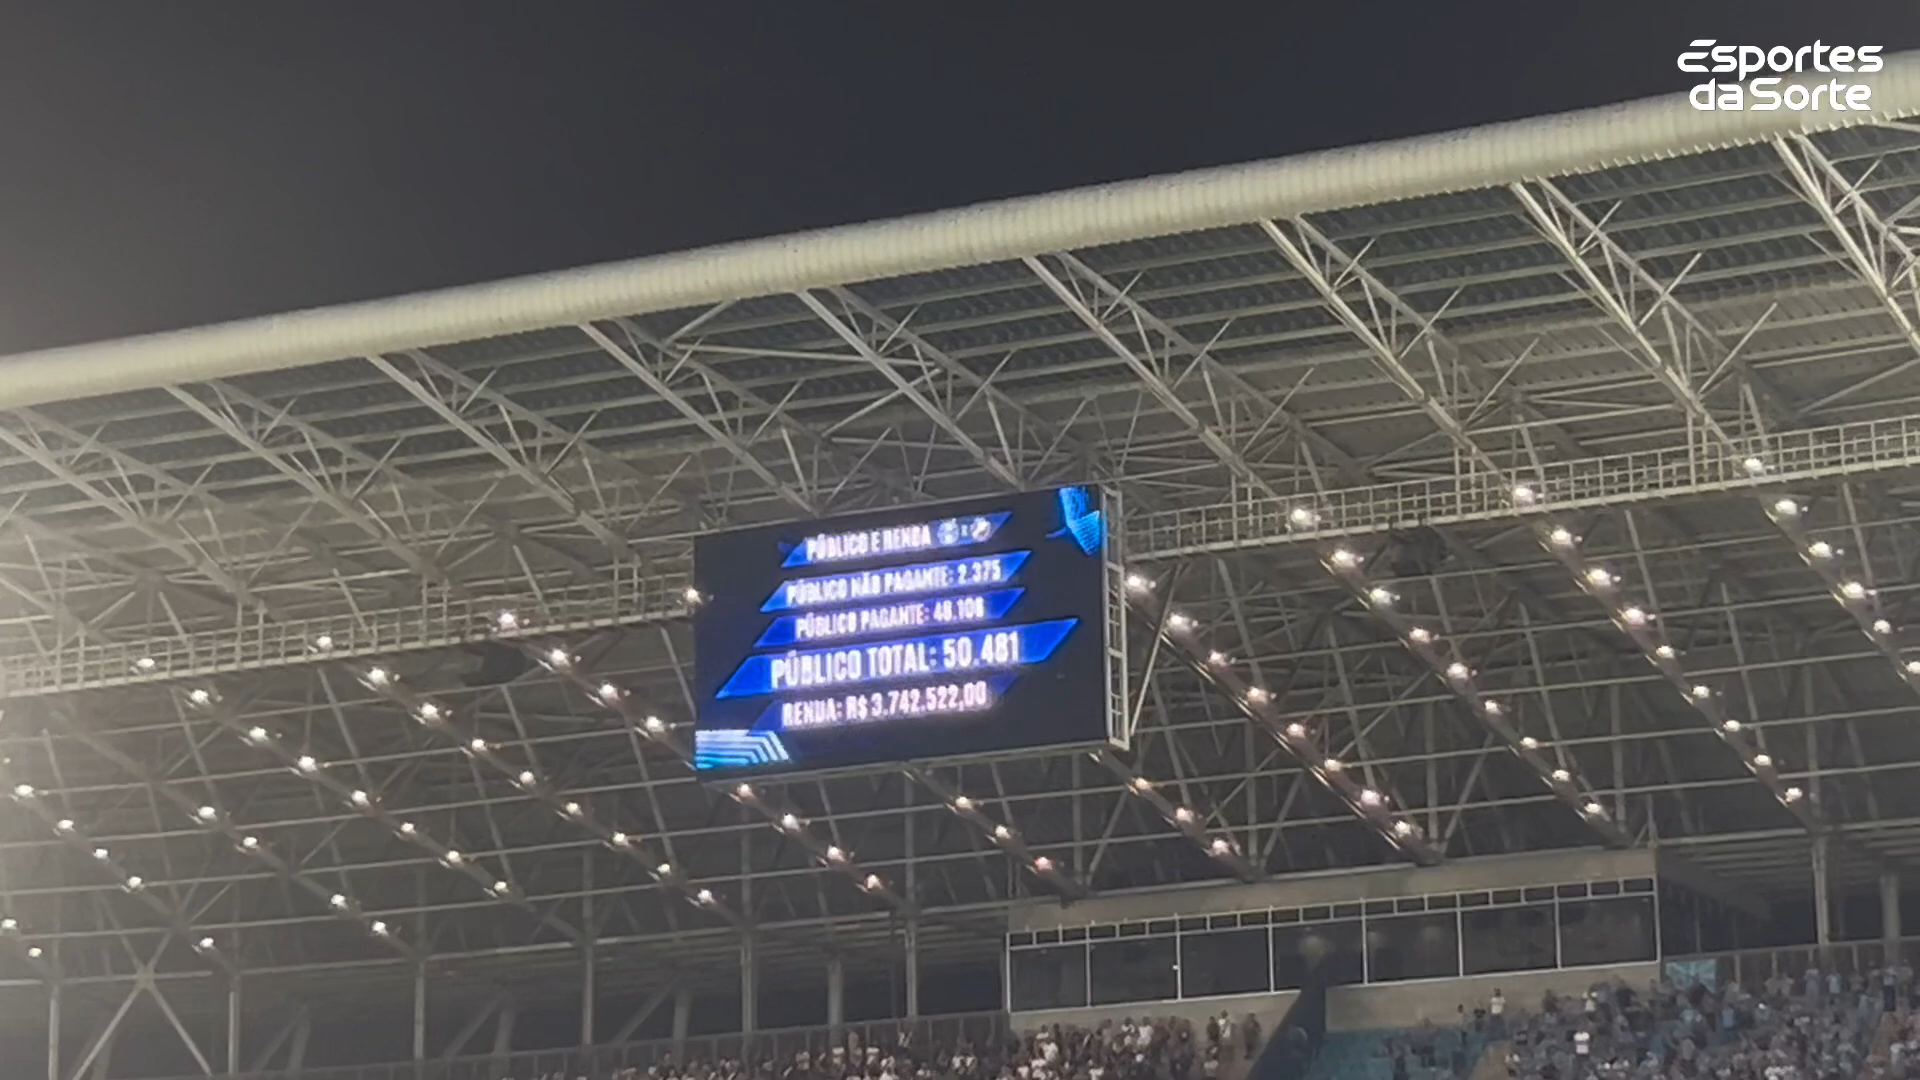 Esportes
da Sorte
PÚBLICO E RENDA X
PÚBLICO NÃO PAGANTE: 2.375
PÚBLICO PAGANTE: 48.106
PÚBLICO TOTAL: 50.481
RENDA: R$ 3.742.522,00